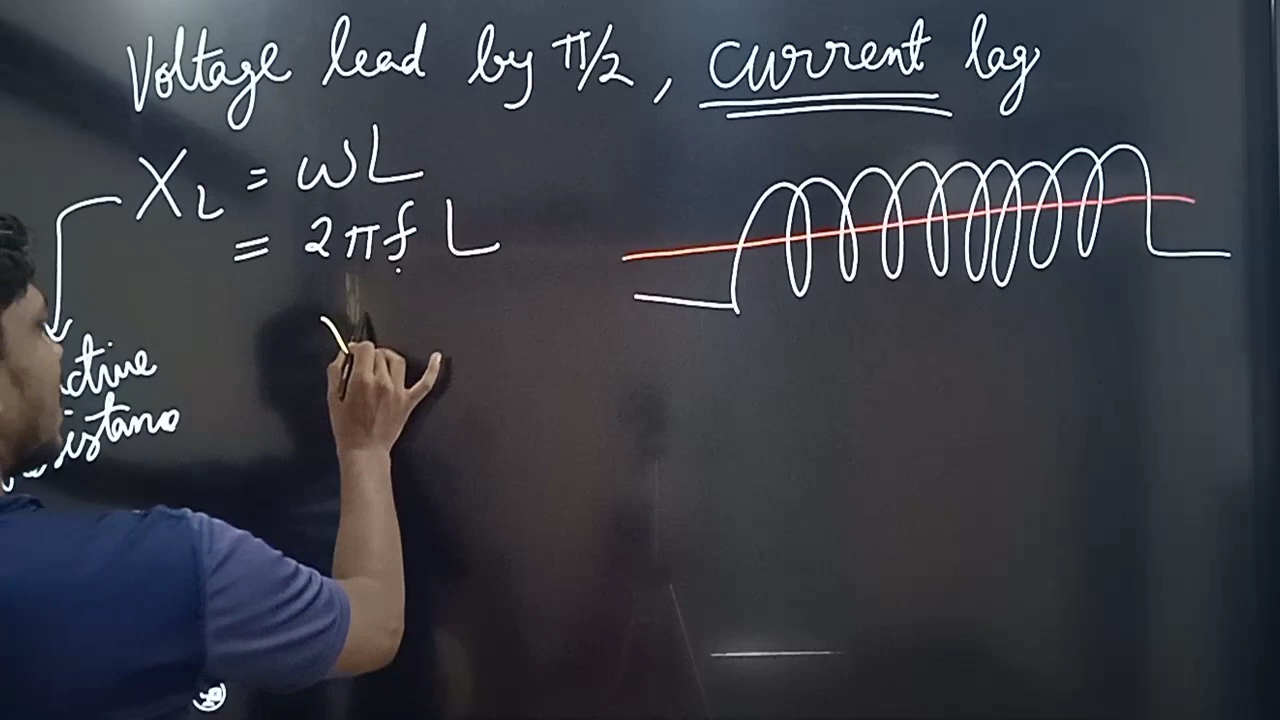 Voltage lead by π/2, current lag
X_L = ωL
= 2πf L